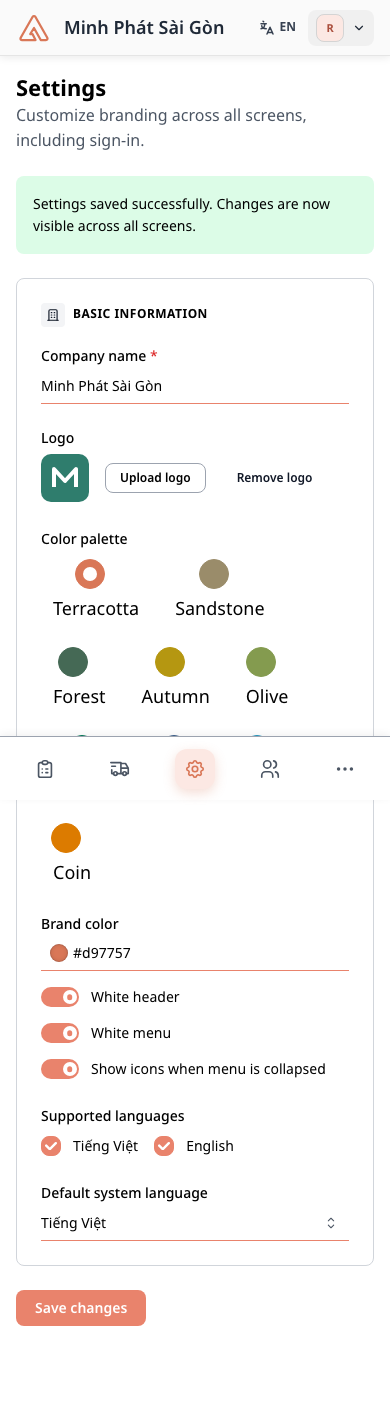 Minh Phát Sài Gòn
EN
R
Settings
Customize branding across all screens,
including sign-in.
Settings saved successfully. Changes are now
visible across all screens.
BASIC INFORMATION
Company name *
Minh Phát Sài Gòn
Logo
M
Upload logo
Remove logo
Color palette
Terracotta
Sandstone
Forest
Autumn
Olive
Coin
Brand color
#d97757
White header
White menu
Show icons when menu is collapsed
Supported languages
Tiếng Việt
English
Default system language
Tiếng Việt
Save changes